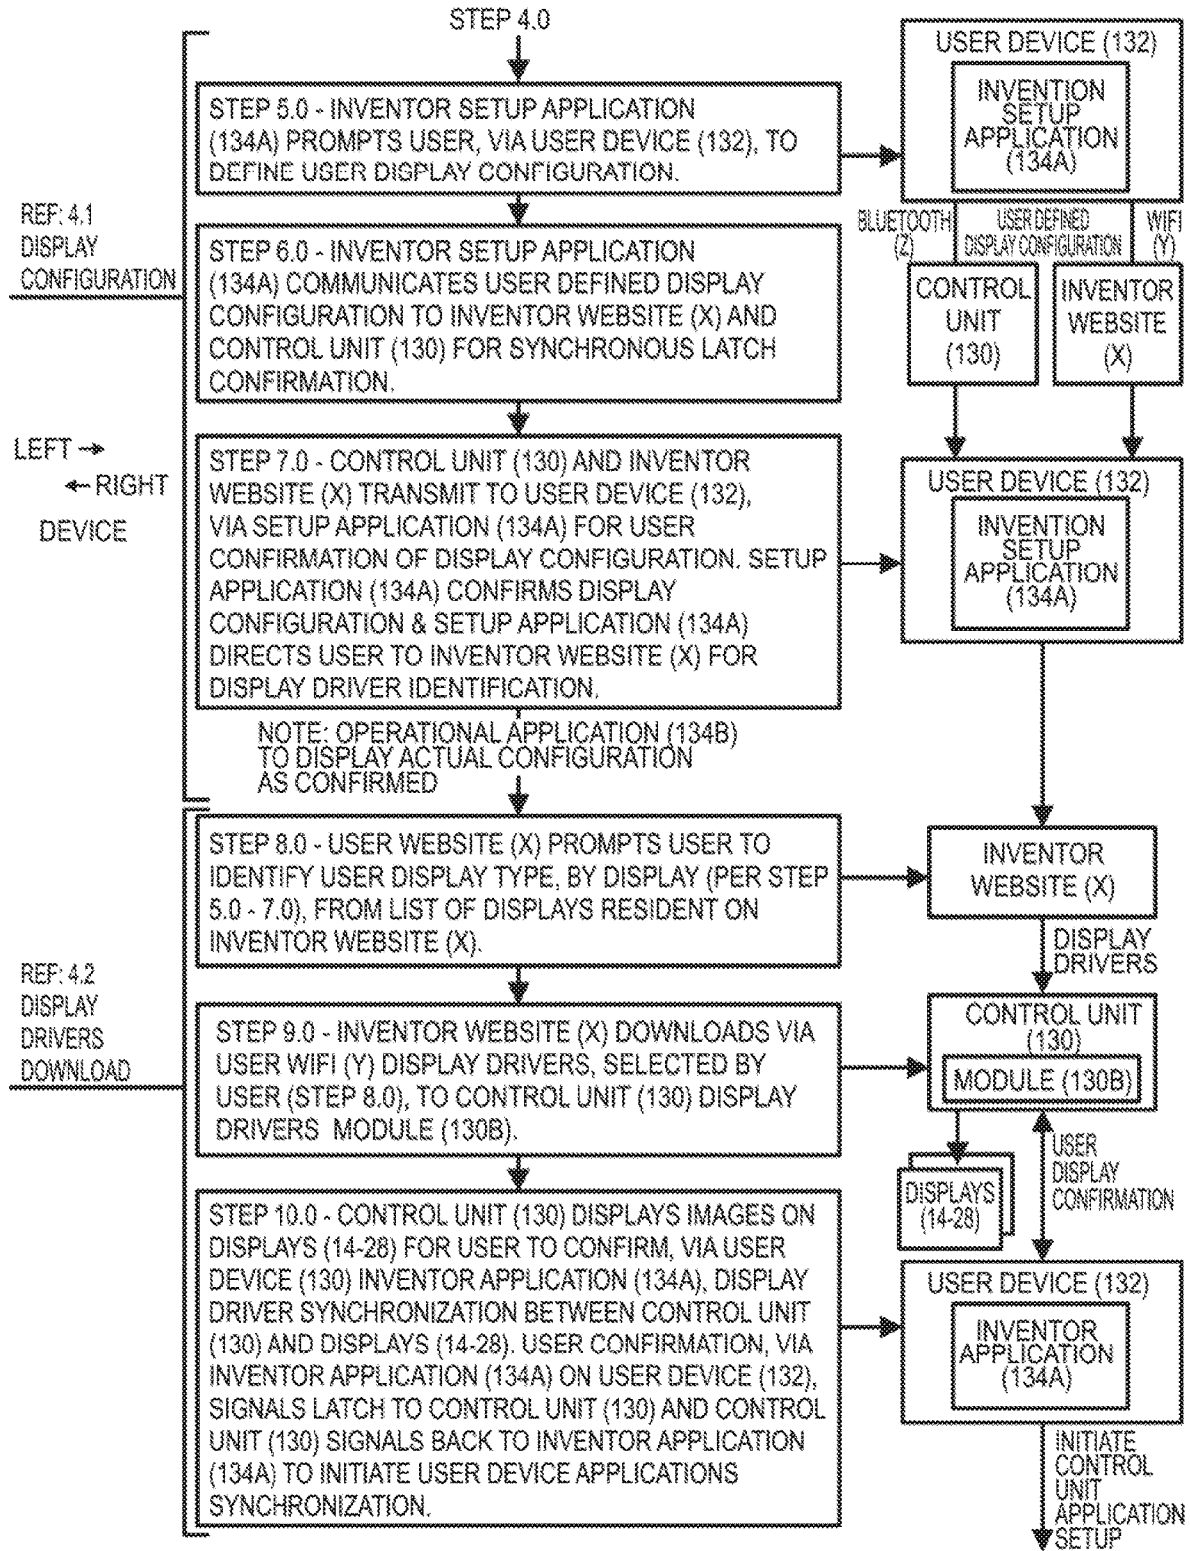 STEP 4.0
STEP 5.0 - INVENTOR SETUP APPLICATION
(134A) PROMPTS USER, VIA USER DEVICE (132), TO
DEFINE USER DISPLAY CONFIGURATION.
USER DEVICE (132)
INVENTION
SETUP
APPLICATION
(134A)
REF: 4.1
DISPLAY
CONFIGURATION
BLUETOOTH
(Z)
USER DEFINED
DISPLAY CONFIGURATION
WIFI
(Y)
STEP 6.0 - INVENTOR SETUP APPLICATION
(134A) COMMUNICATES USER DEFINED DISPLAY
CONFIGURATION TO INVENTOR WEBSITE (X) AND
CONTROL UNIT (130) FOR SYNCHRONOUS LATCH
CONFIRMATION.
CONTROL
UNIT
(130)
INVENTOR
WEBSITE
(X)
LEFT →
← RIGHT
DEVICE
STEP 7.0 - CONTROL UNIT (130) AND INVENTOR
WEBSITE (X) TRANSMIT TO USER DEVICE (132),
VIA SETUP APPLICATION (134A) FOR USER
CONFIRMATION OF DISPLAY CONFIGURATION. SETUP
APPLICATION (134A) CONFIRMS DISPLAY
CONFIGURATION & SETUP APPLICATION (134A)
DIRECTS USER TO INVENTOR WEBSITE (X) FOR
DISPLAY DRIVER IDENTIFICATION.
USER DEVICE (132)
INVENTION
SETUP
APPLICATION
(134A)
NOTE: OPERATIONAL APPLICATION (134B)
TO DISPLAY ACTUAL CONFIGURATION
AS CONFIRMED
STEP 8.0 - USER WEBSITE (X) PROMPTS USER TO
IDENTIFY USER DISPLAY TYPE, BY DISPLAY (PER STEP
5.0 - 7.0), FROM LIST OF DISPLAYS RESIDENT ON
INVENTOR WEBSITE (X).
INVENTOR
WEBSITE (X)
DISPLAY
DRIVERS
REF: 4.2
DISPLAY
DRIVERS
DOWNLOAD
STEP 9.0 - INVENTOR WEBSITE (X) DOWNLOADS VIA
USER WIFI (Y) DISPLAY DRIVERS, SELECTED BY
USER (STEP 8.0), TO CONTROL UNIT (130) DISPLAY
DRIVERS MODULE (130B).
CONTROL UNIT
(130)
MODULE (130B)
USER
DISPLAY
CONFIRMATION
DISPLAYS
(14-28)
STEP 10.0 - CONTROL UNIT (130) DISPLAYS IMAGES ON
DISPLAYS (14-28) FOR USER TO CONFIRM, VIA USER
DEVICE (130) INVENTOR APPLICATION (134A), DISPLAY
DRIVER SYNCHRONIZATION BETWEEN CONTROL UNIT
(130) AND DISPLAYS (14-28). USER CONFIRMATION, VIA
INVENTOR APPLICATION (134A) ON USER DEVICE (132),
SIGNALS LATCH TO CONTROL UNIT (130) AND CONTROL
UNIT (130) SIGNALS BACK TO INVENTOR APPLICATION
(134A) TO INITIATE USER DEVICE APPLICATIONS
SYNCHRONIZATION.
USER DEVICE (132)
INVENTOR
APPLICATION
(134A)
INITIATE
CONTROL
UNIT
APPLICATION
SETUP